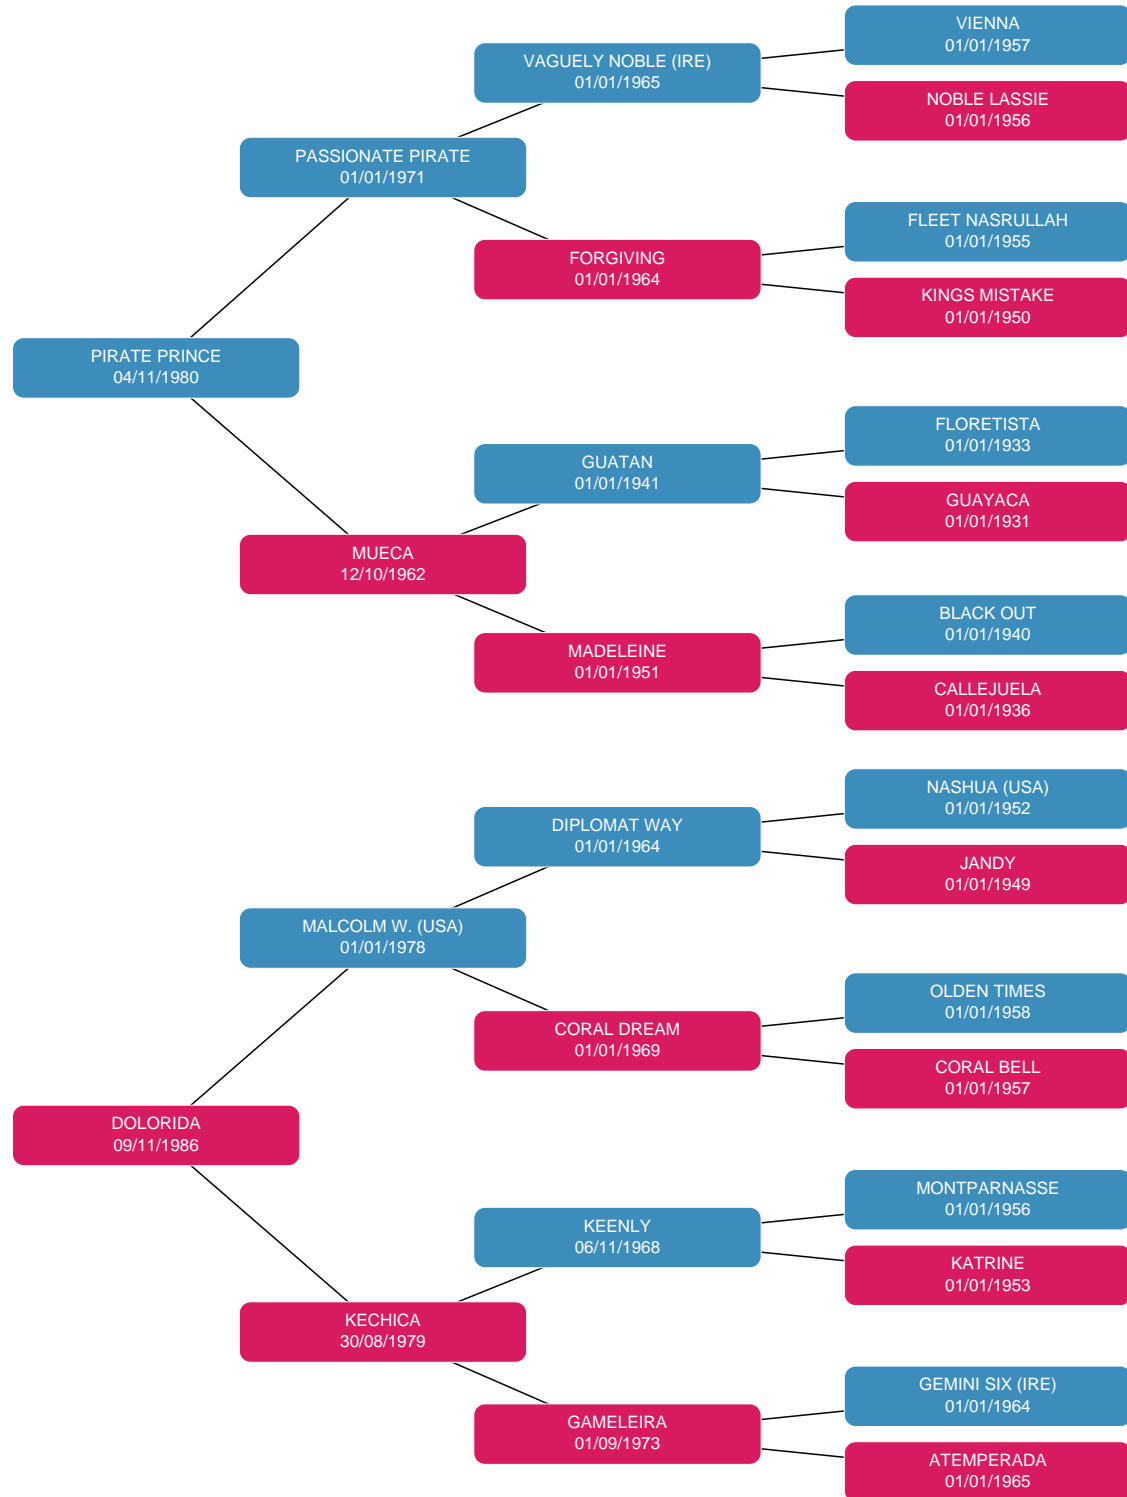 VIENNA
01/01/1957
VAGUELY NOBLE (IRE)
01/01/1965
NOBLE LASSIE
01/01/1956
PASSIONATE PIRATE
01/01/1971
FLEET NASRULLAH
01/01/1955
FORGIVING
01/01/1964
KINGS MISTAKE
01/01/1950
PIRATE PRINCE
04/11/1980
FLORETISTA
01/01/1933
GUATAN
01/01/1941
GUAYACA
01/01/1931
MUECA
12/10/1962
BLACK OUT
01/01/1940
MADELEINE
01/01/1951
CALLEJUELA
01/01/1936
NASHUA (USA)
01/01/1952
DIPLOMAT WAY
01/01/1964
JANDY
01/01/1949
MALCOLM W. (USA)
01/01/1978
OLDEN TIMES
01/01/1958
CORAL DREAM
01/01/1969
CORAL BELL
01/01/1957
DOLORIDA
09/11/1986
MONTPARNASSE
01/01/1956
KEENLY
06/11/1968
KATRINE
01/01/1953
KECHICA
30/08/1979
GEMINI SIX (IRE)
01/01/1964
GAMELEIRA
01/09/1973
ATEMPERADA
01/01/1965